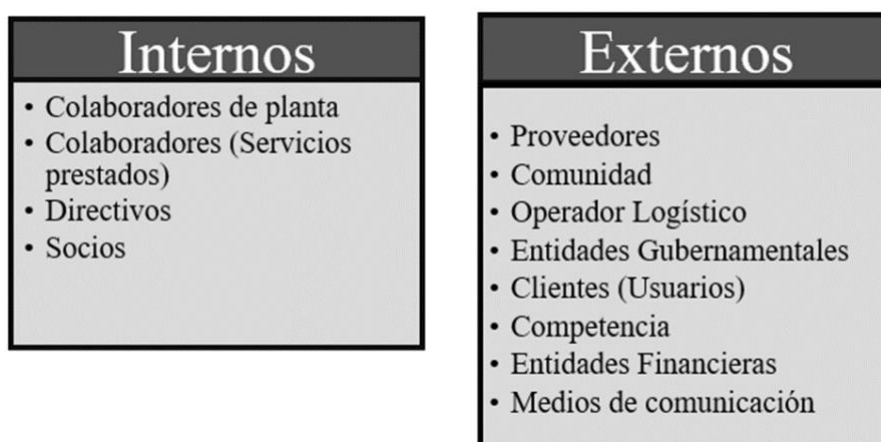 Internos
• Colaboradores de planta
• Colaboradores (Servicios
prestados)
• Directivos
• Socios
Externos
• Proveedores
• Comunidad
• Operador Logístico
• Entidades Gubernamentales
• Clientes (Usuarios)
• Competencia
• Entidades Financieras
• Medios de comunicación